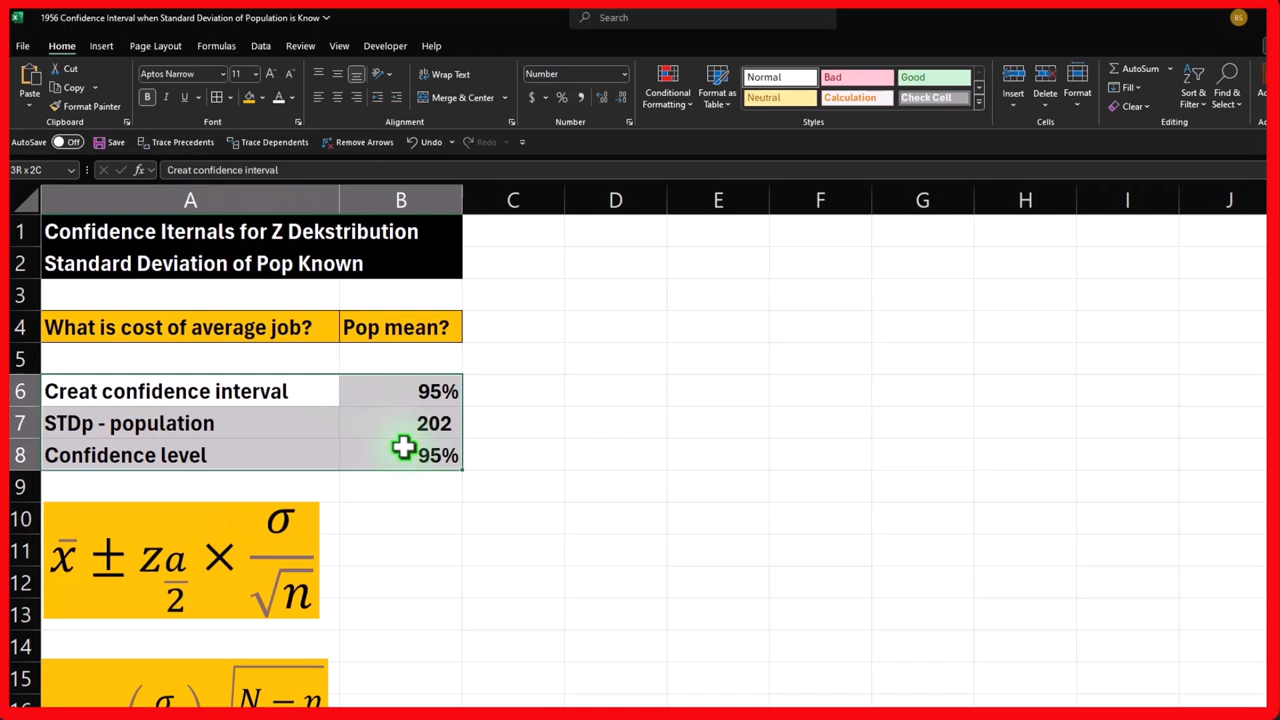 1956 Confidence Interval when Standard Deviation of Population is Know
Search
BS
File Home Insert Page Layout Formulas Data Review View Developer Help
Paste
Cut
Copy
Format Painter
Clipboard
Aptos Narrow 11
B I U
Font
Wrap Text
Merge & Center
Alignment
Number
$ % ,
Number
Conditional Formatting
Format as Table
Normal Bad Good
Neutral Calculation Check Cell
Styles
Insert Delete Format
Cells
AutoSum
Fill
Clear
Sort & Filter
Find & Select
Editing
AutoSave Off Save Trace Precedents Trace Dependents Remove Arrows Undo Redo
3R x 2C fx Creat confidence interval
A B C D E F G H I J
1 Confidence Iternals for Z Dekstribution
2 Standard Deviation of Pop Known
3
4 What is cost of average job? Pop mean?
5
6 Creat confidence interval 95%
7 STDp - population 202
8 Confidence level 95%
9
10
11
12
13
14
15
x̄ ± z a/2 × σ/√n
σ N − n